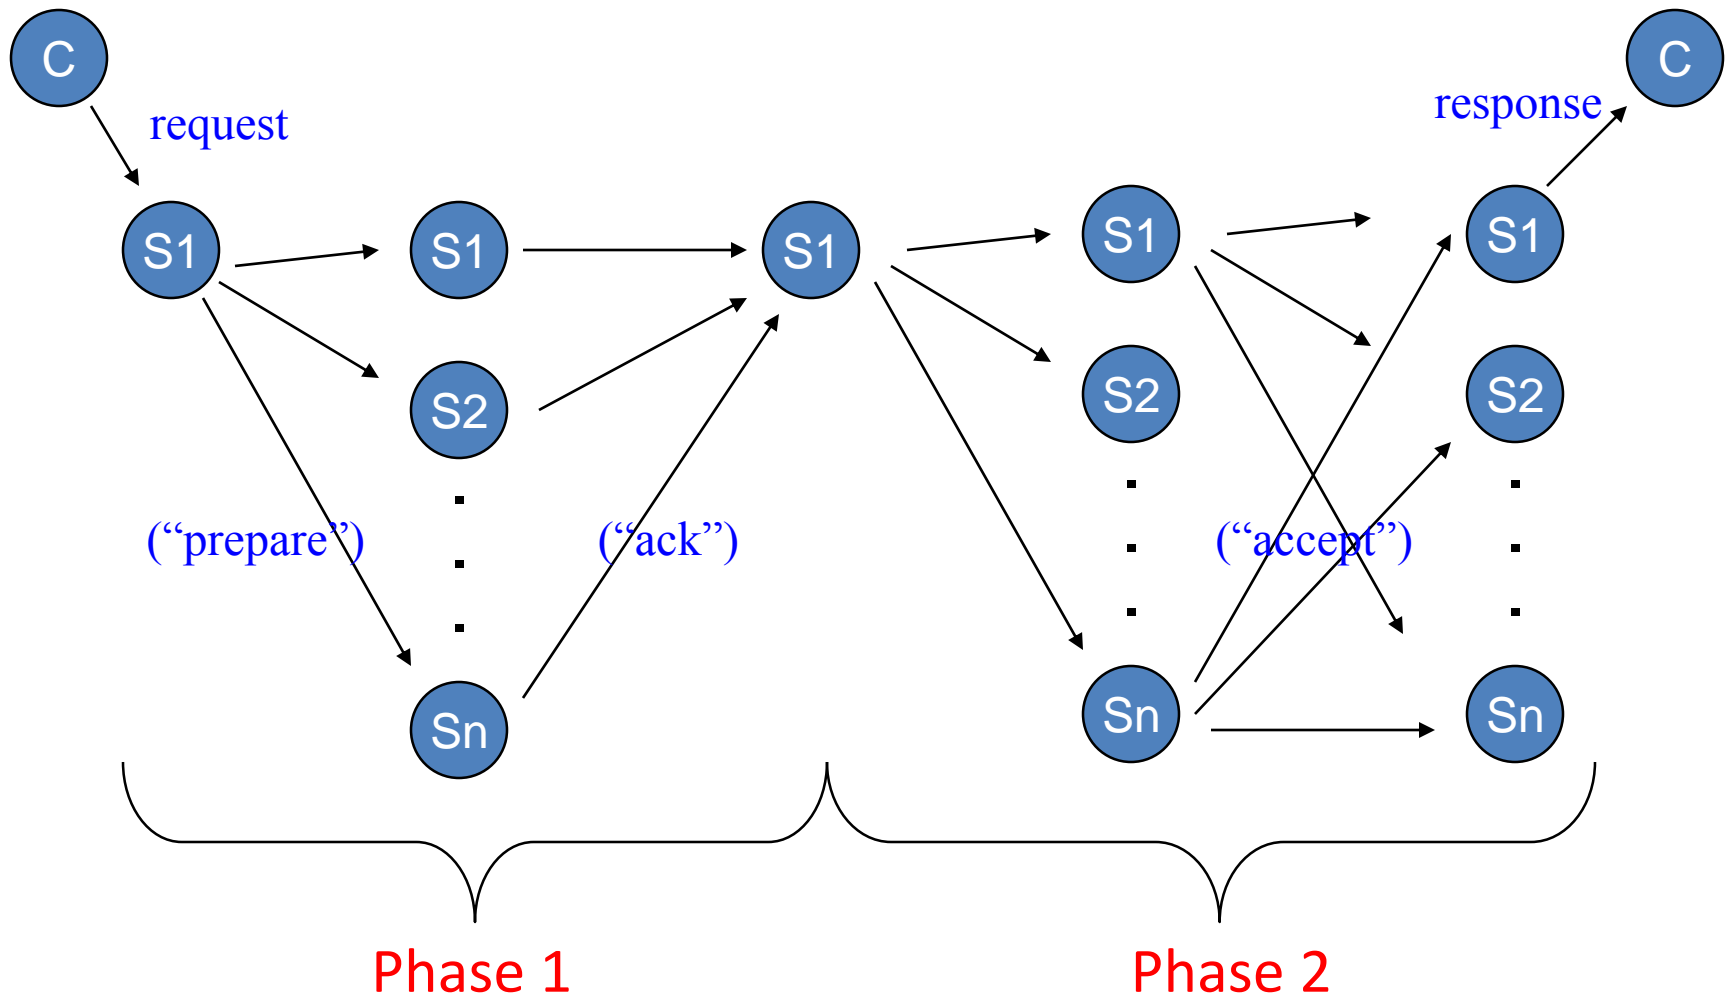 C
C
request
response
S1
S1
S1
S1
S1
S2
S2
S2
(“prepare”)
(“ack”)
(“accept”)
Sn
Sn
Sn
Phase 1
Phase 2